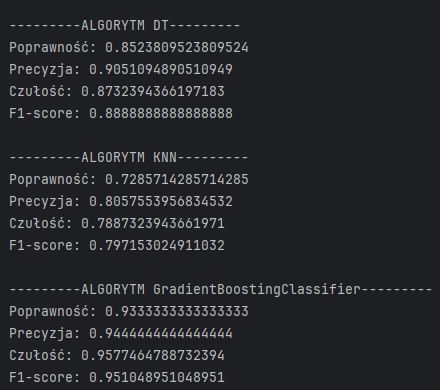 ---------ALGORYTM DT---------
Poprawność: 0.8523809523809524
Precyzja: 0.9051094890510949
Czułość: 0.8732394366197183
F1-score: 0.8888888888888888
---------ALGORYTM KNN---------
Poprawność: 0.7285714285714285
Precyzja: 0.8057553956834532
Czułość: 0.7887323943661971
F1-score: 0.797153024911032
---------ALGORYTM GradientBoostingClassifier---------
Poprawność: 0.9333333333333333
Precyzja: 0.9444444444444444
Czułość: 0.9577464788732394
F1-score: 0.951048951048951